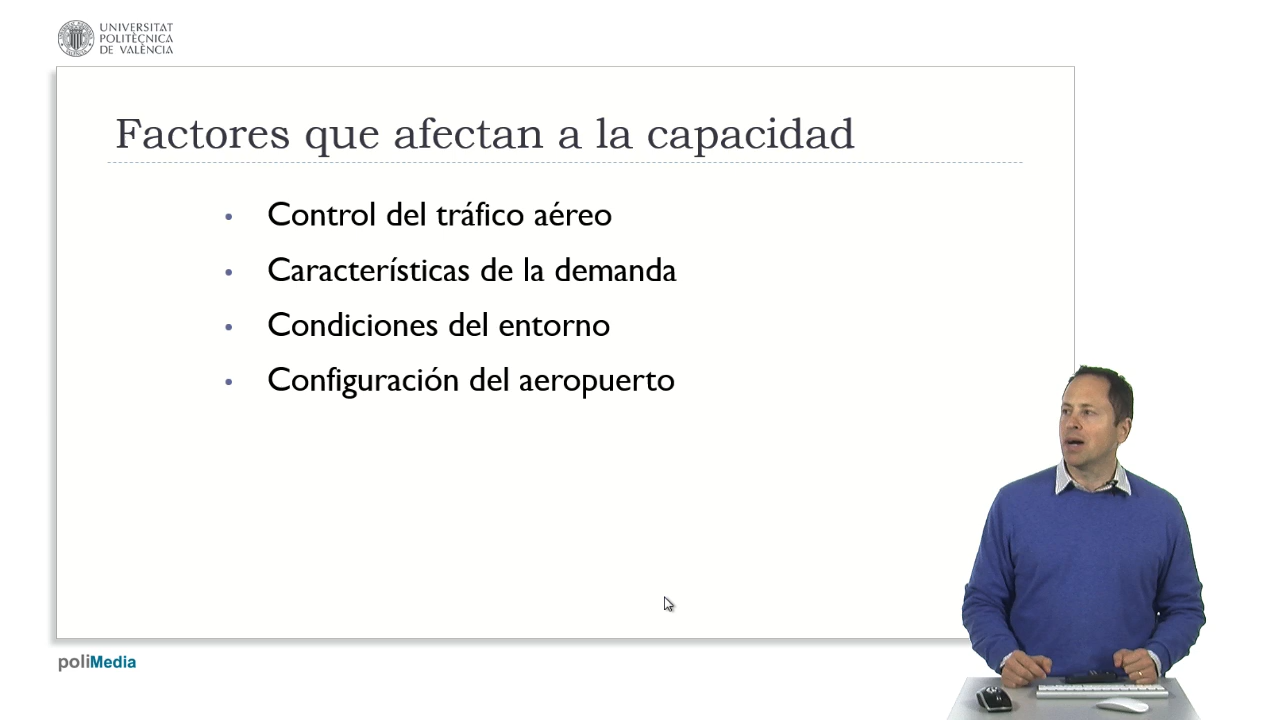 UNIVERSITAT
POLITÈCNICA
DE VALÈNCIA
Factores que afectan a la capacidad
• Control del tráfico aéreo
• Características de la demanda
• Condiciones del entorno
• Configuración del aeropuerto
poliMedia